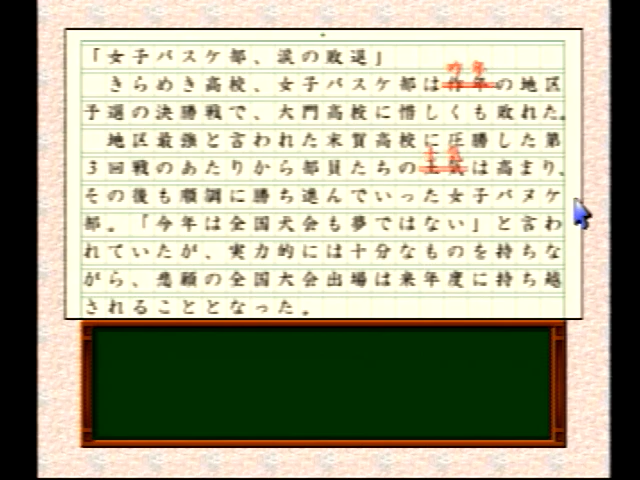 「女子バスケ部、涙の敗退」
昨年
きらめき高校、女子バスケ部は作年の地区
予選の決勝戦で、大門高校に惜しくも敗れた。
地区最強と言われた末賀高校に圧勝した第
士気
3回戦のあたりから部員たちの土気は高まり、
その後も順調に勝ち進んでいった女子バヌケ
部。「今年は全国犬会も夢ではない」と言わ
れていたが、実力的には十分なものを持ちな
がら、悲願の全国大会出場は来年度に持ち越
されることとなった。